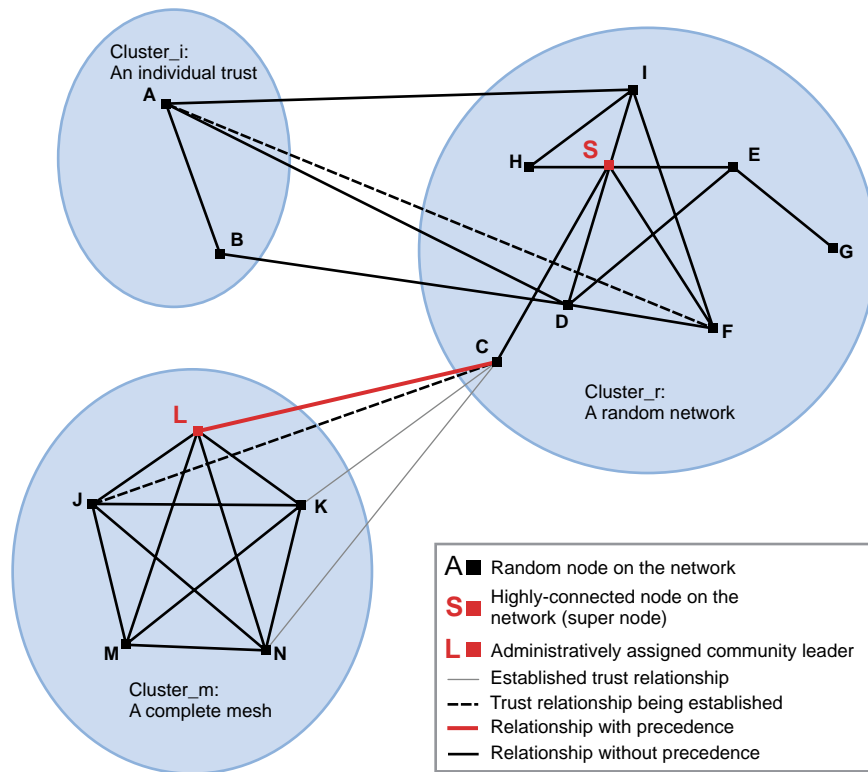 Cluster_i:
An individual trust
A
B
I
H
S
E
G
D
F
C
Cluster_r:
A random network
L
J
K
M
N
Cluster_m:
A complete mesh
A Random node on the network
S Highly-connected node on the
network (super node)
L Administratively assigned community leader
Established trust relationship
Trust relationship being established
Relationship with precedence
Relationship without precedence